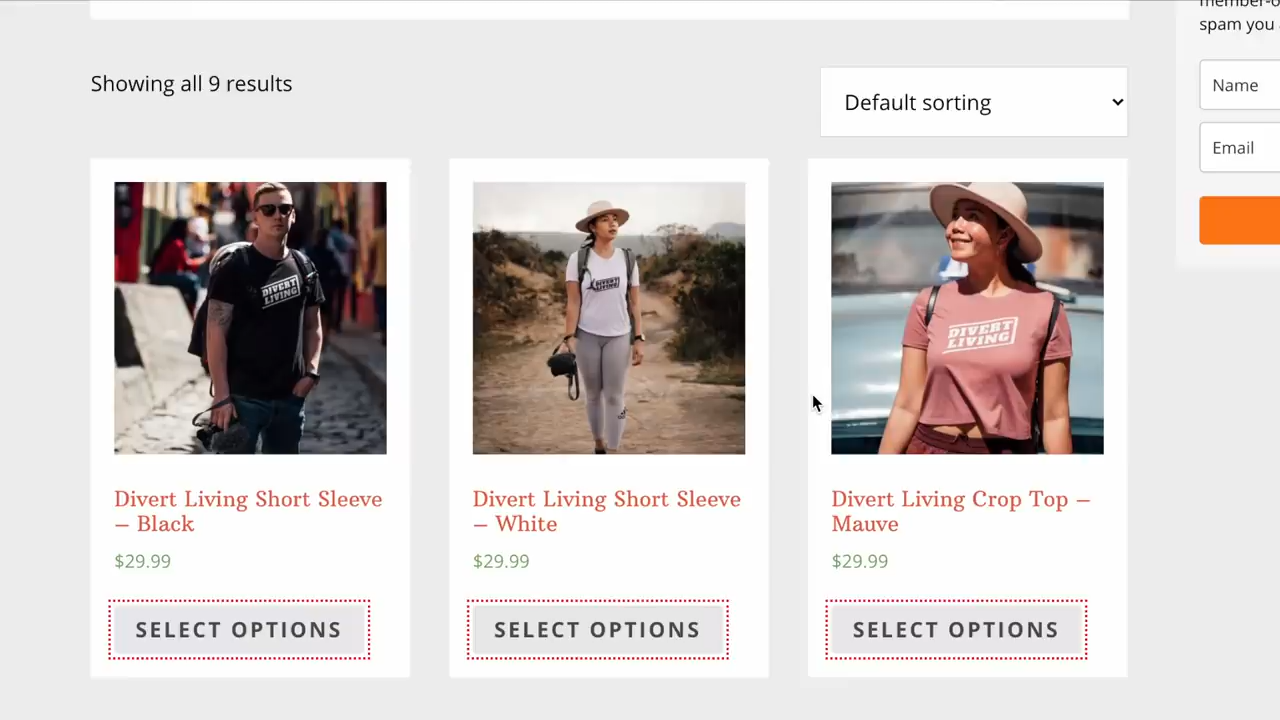 member-o
spam you
Showing all 9 results
Default sorting
Name
Email
DIVERT
LIVING
DIVERT
LIVING
DIVERT
LIVING
Divert Living Short Sleeve
– Black
$29.99
SELECT OPTIONS
Divert Living Short Sleeve
– White
$29.99
SELECT OPTIONS
Divert Living Crop Top –
Mauve
$29.99
SELECT OPTIONS